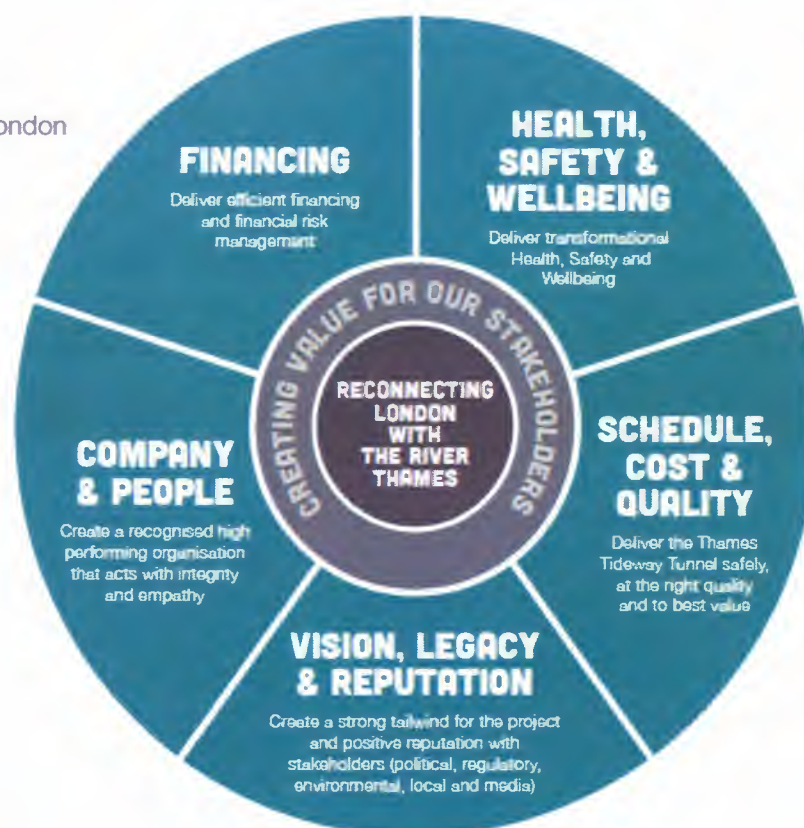 ondon
FINANCING
Deliver efficient financing
and financial risk
management
HEALTH,
SAFETY &
WELLBEING
Deliver transformational
Health, Safety and
Wellbeing
CREATING VALUE FOR OUR STAKEHOLDERS
RECONNECTING
LONDON
WITH
THE RIVER
THAMES
COMPANY
& PEOPLE
Create a recognised high
performing organisation
that acts with integrity
and empathy
SCHEDULE,
COST &
QUALITY
Deliver the Thames
Tideway Tunnel safely,
at the right quality
and to best value
VISION, LEGACY
& REPUTATION
Create a strong tailwind for the project
and positive reputation with
stakeholders (political, regulatory,
environmental, local and media)